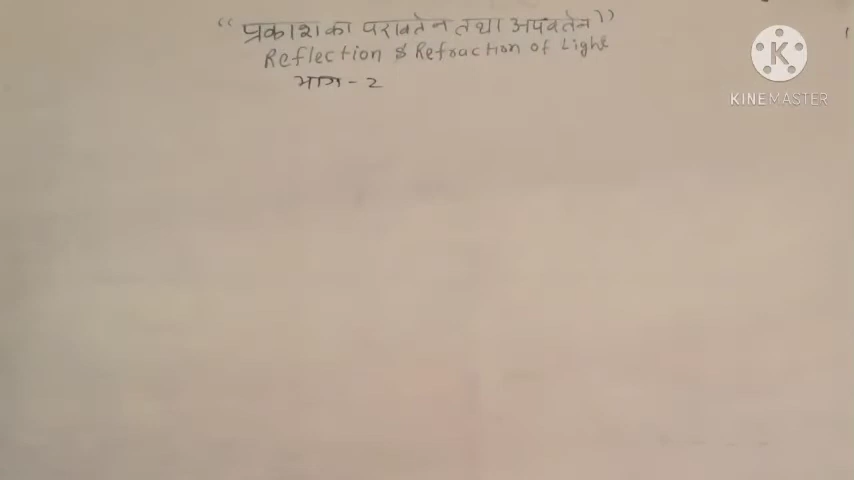 “प्रकाश का परावर्तन तथा अपवर्तन”
Reflection & Refraction of Light
भाग - 2
KINEMASTER